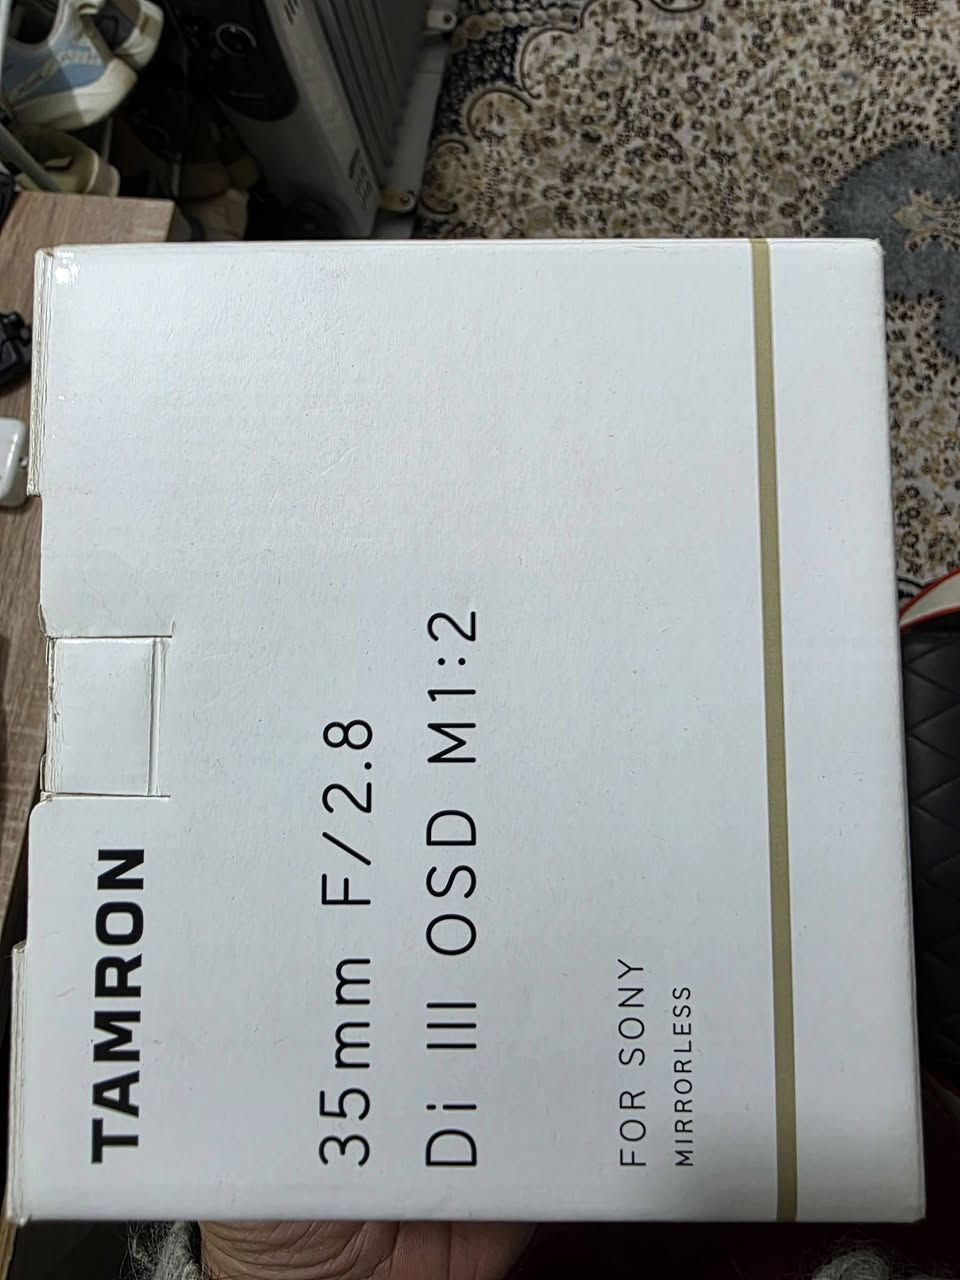 TAMRON
35mm F/2.8
Di III OSD M1:2
FOR SONY
MIRRORLESS